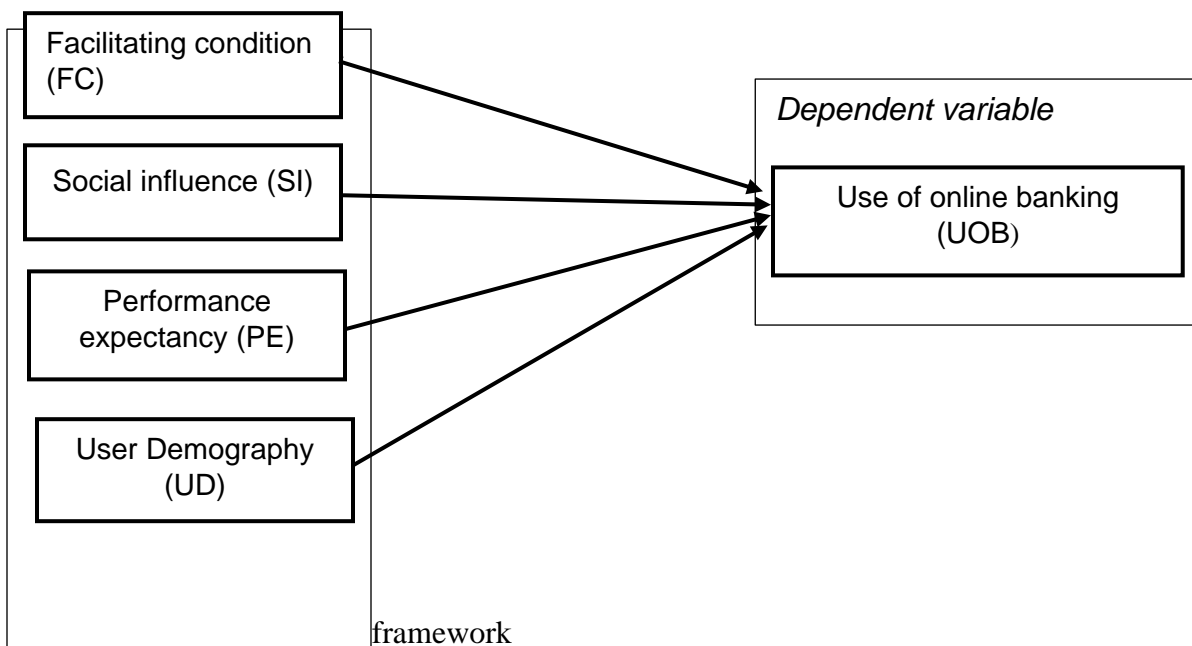 Facilitating condition
(FC)
Social influence (SI)
Performance
expectancy (PE)
User Demography
(UD)
Dependent variable
Use of online banking
(UOB)
framework